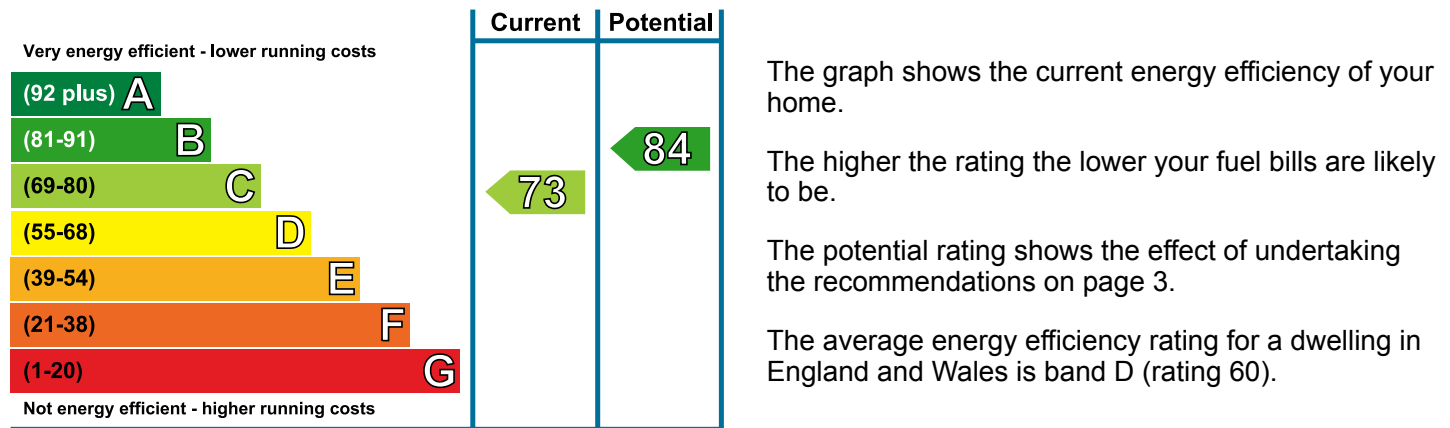 Current Potential
Very energy efficient - lower running costs
(92 plus) A
(81-91) B
84
(69-80) C
73
(55-68) D
(39-54) E
(21-38) F
(1-20) G
Not energy efficient - higher running costs
The graph shows the current energy efficiency of your
home.
The higher the rating the lower your fuel bills are likely
to be.
The potential rating shows the effect of undertaking
the recommendations on page 3.
The average energy efficiency rating for a dwelling in
England and Wales is band D (rating 60).